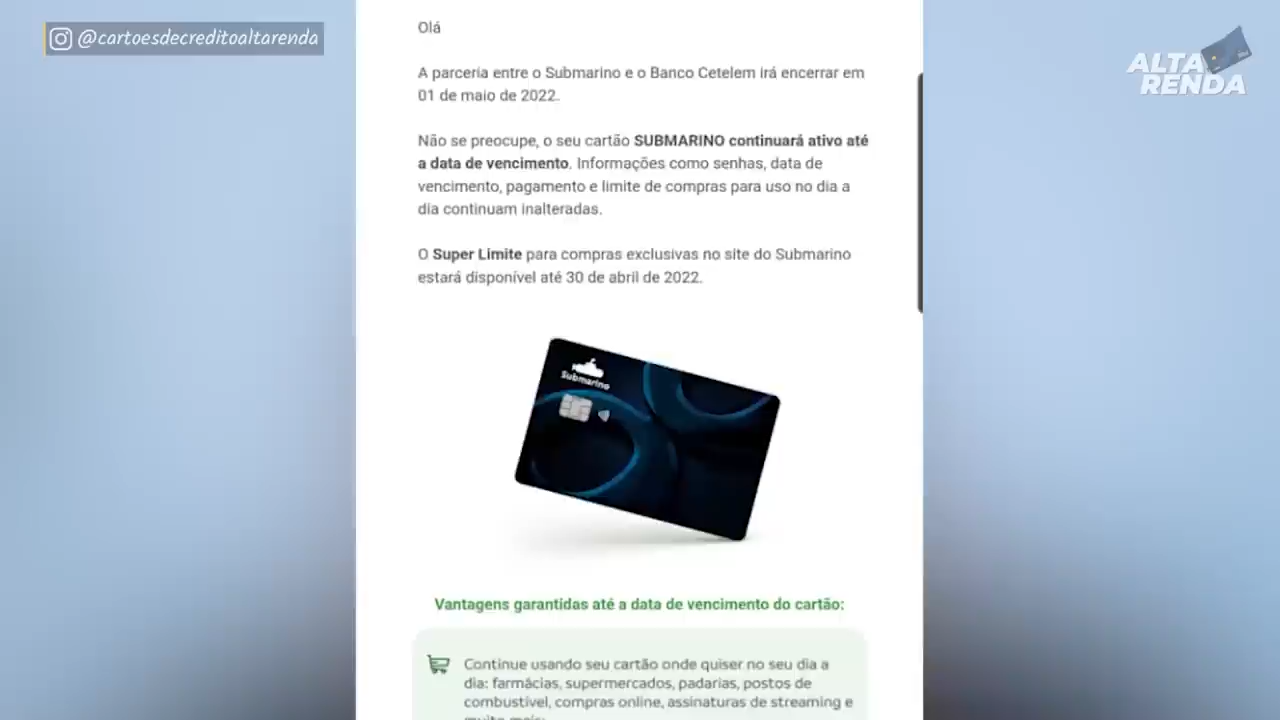 @cartoesdecreditoaltarenda
ALTA
RENDA
Olá
A parceria entre o Submarino e o Banco Cetelem irá encerrar em
01 de maio de 2022.
Não se preocupe, o seu cartão SUBMARINO continuará ativo até
a data de vencimento. Informações como senhas, data de
vencimento, pagamento e limite de compras para uso no dia a
dia continuam inalteradas.
O Super Limite para compras exclusivas no site do Submarino
estará disponível até 30 de abril de 2022.
Submarino
Vantagens garantidas até a data de vencimento do cartão:
Continue usando seu cartão onde quiser no seu dia a
dia: farmácias, supermercados, padarias, postos de
combustível, compras online, assinaturas de streaming e
muito mais;